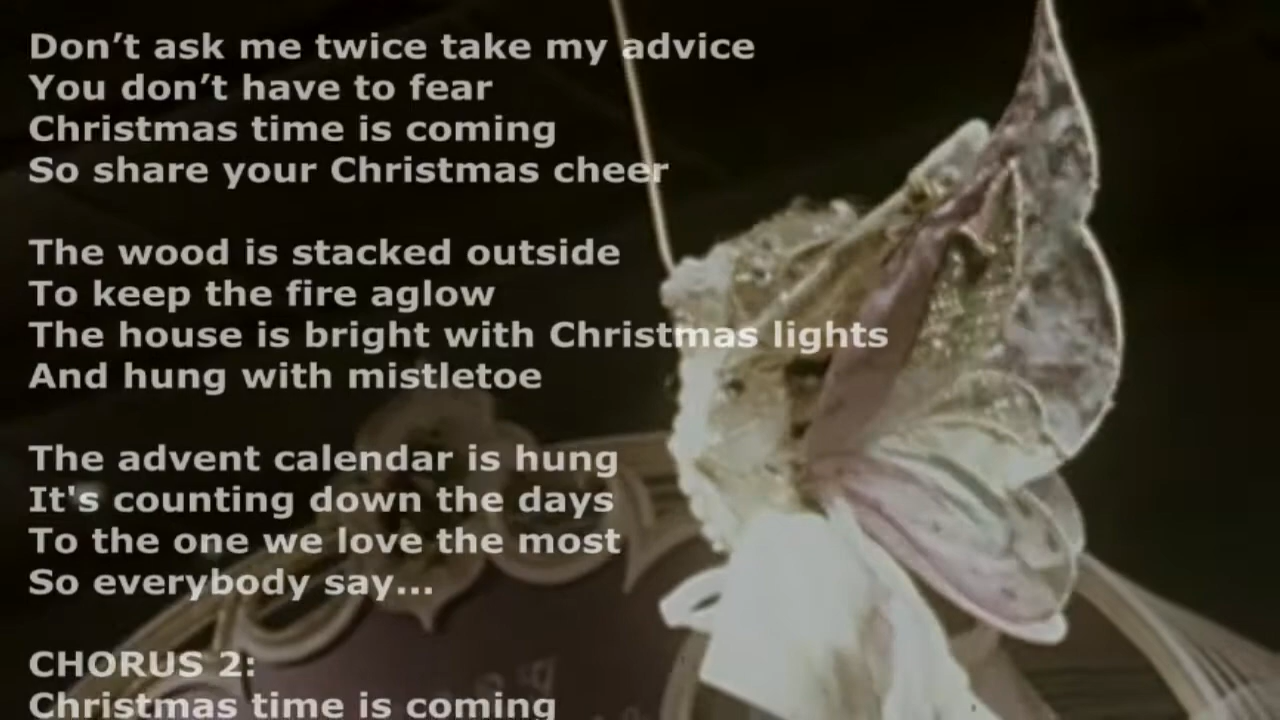 Don’t ask me twice take my advice
You don’t have to fear
Christmas time is coming
So share your Christmas cheer
The wood is stacked outside
To keep the fire aglow
The house is bright with Christmas lights
And hung with mistletoe
The advent calendar is hung
It's counting down the days
To the one we love the most
So everybody say...
CHORUS 2:
Christmas time is coming